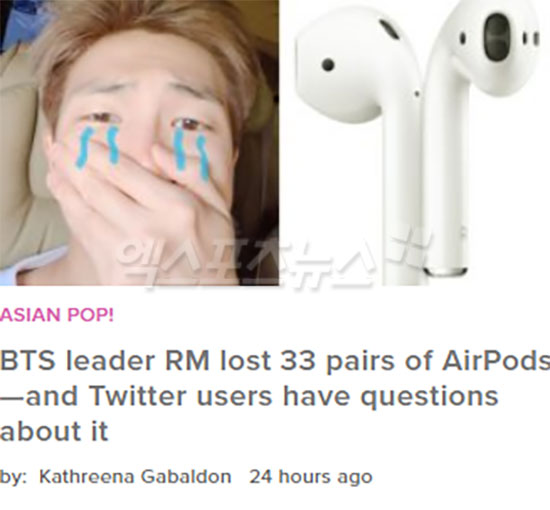 엑스포츠뉴스
ASIAN POP!
BTS leader RM lost 33 pairs of AirPods
—and Twitter users have questions
about it
by: Kathreena Gabaldon 24 hours ago